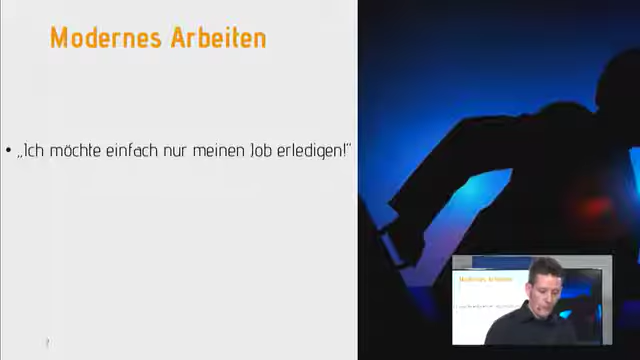 Modernes Arbeiten
• „Ich möchte einfach nur meinen Job erledigen!“
Modernes Arbeiten